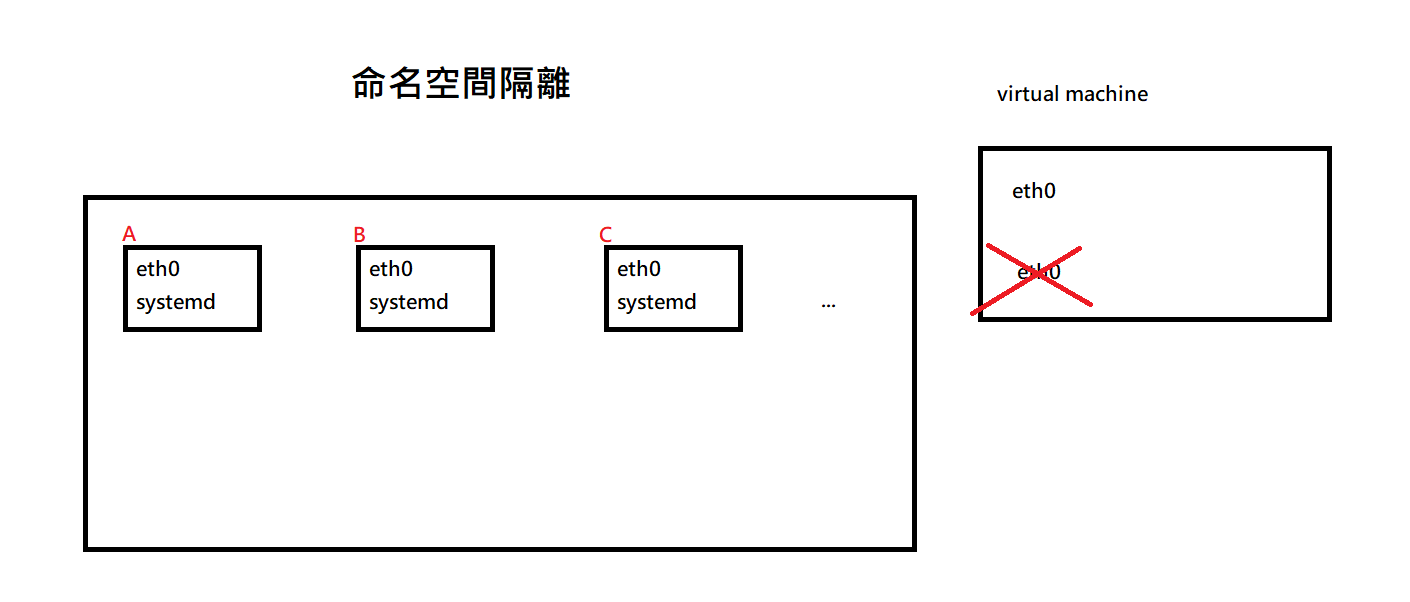 命名空間隔離
virtual machine
A
eth0
systemd
B
eth0
systemd
C
eth0
systemd
...
eth0
eth0